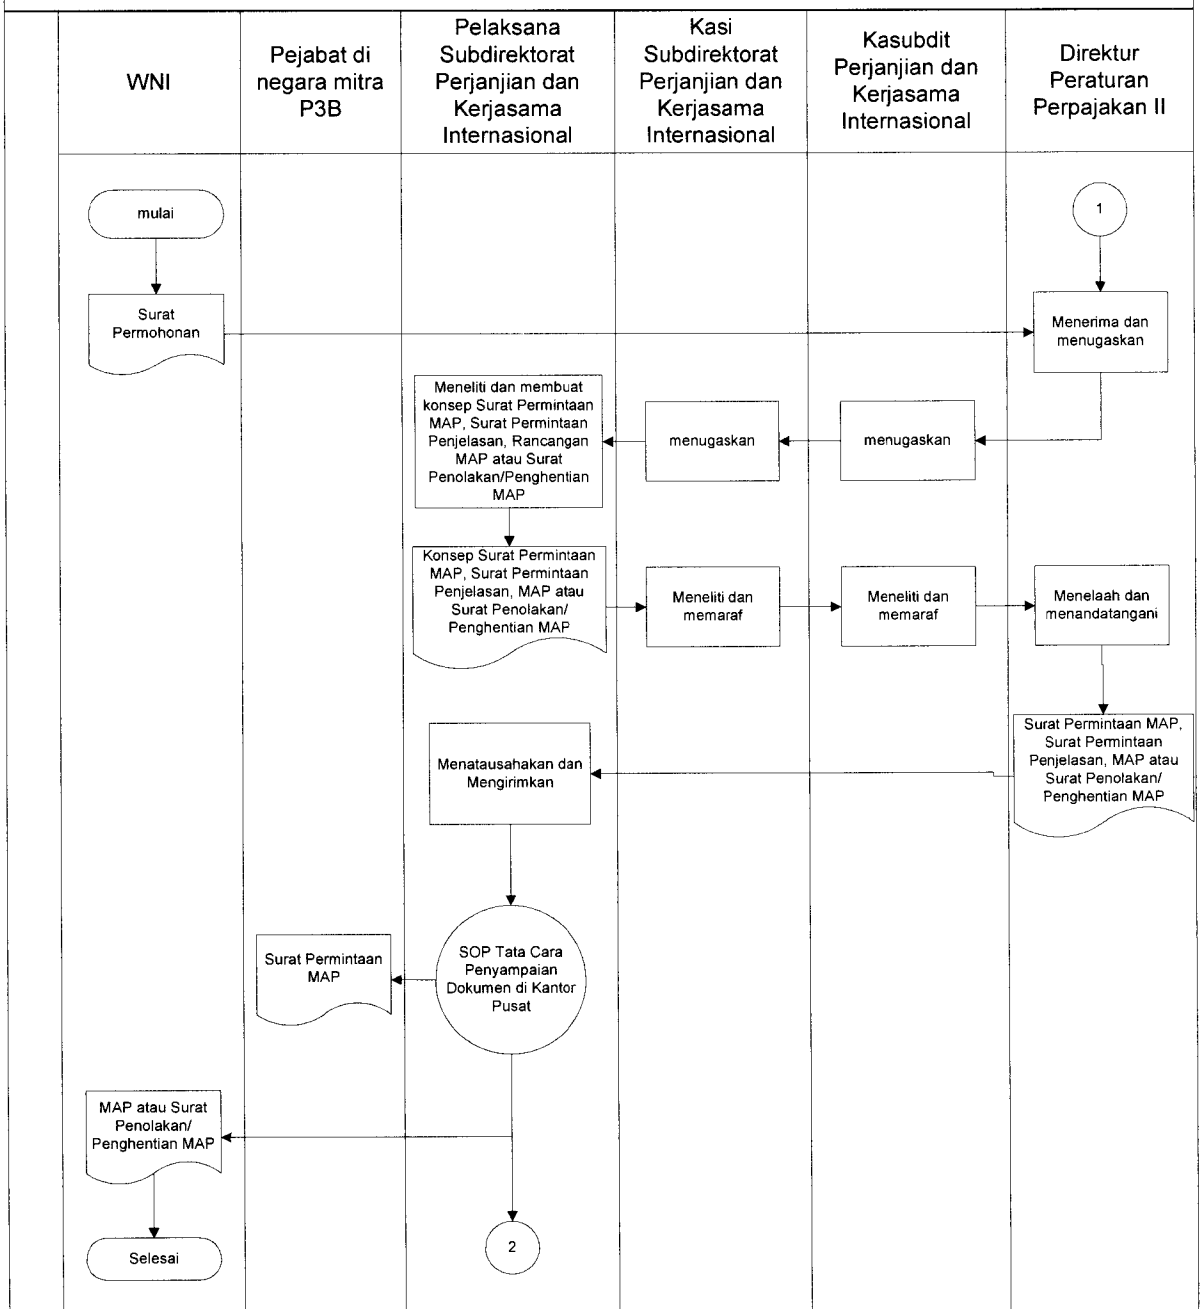 WNI
Pejabat di
negara mitra
P3B
Pelaksana
Subdirektorat
Perjanjian dan
Kerjasama
Internasional
Kasi
Subdirektorat
Perjanjian dan
Kerjasama
Internasional
Kasubdit
Perjanjian dan
Kerjasama
Internasional
Direktur
Peraturan
Perpajakan II
mulai
1
Surat
Permohonan
Menerima dan
menugaskan
Meneliti dan membuat
konsep Surat Permintaan
MAP, Surat Permintaan
Penjelasan, Rancangan
MAP atau Surat
Penolakan/Penghentian
MAP
menugaskan
menugaskan
Konsep Surat Permintaan
MAP, Surat Permintaan
Penjelasan, MAP atau
Surat Penolakan/
Penghentian MAP
Meneliti dan
memaraf
Meneliti dan
memaraf
Menelaah dan
menandatangani
Surat Permintaan MAP,
Surat Permintaan
Penjelasan, MAP atau
Surat Penolakan/
Penghentian MAP
Menatausahakan dan
Mengirimkan
SOP Tata Cara
Penyampaian
Dokumen di Kantor
Pusat
Surat Permintaan
MAP
MAP atau Surat
Penolakan/
Penghentian MAP
Selesai
2